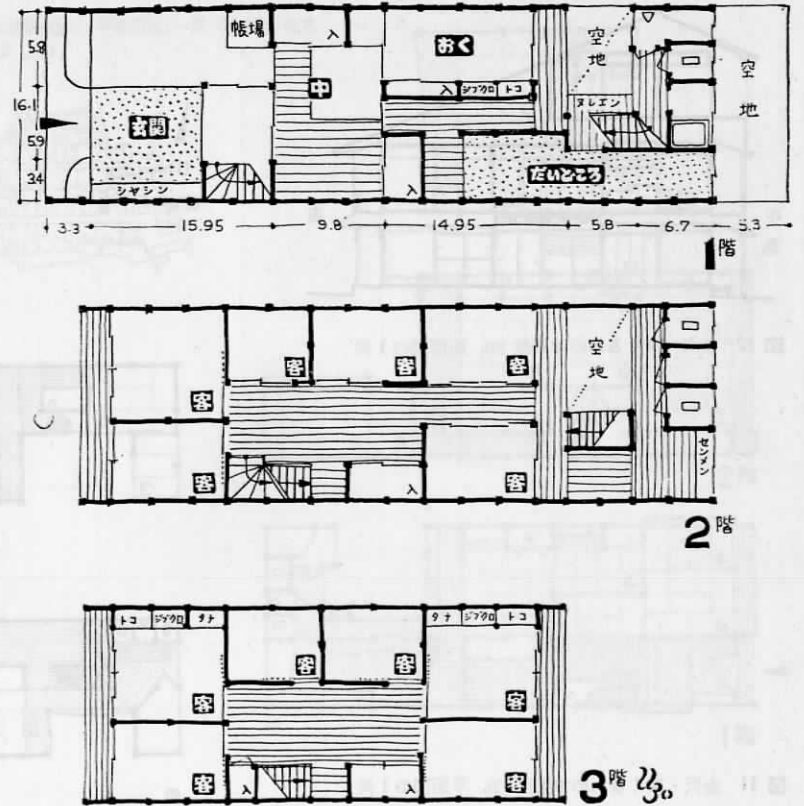 帳場
入
おく
空
地
空
地
5.8
16.1
5.9
3.4
玄関
中
入
ジブクロ
トコ
ヌレエン
シヤシン
入
だいどころ
3.3
15.95
9.8
14.95
5.8
6.7
5.3
1階
客
客
客
客
空
地
客
入
客
センメン
2階
トコ
ジブクロ
タナ
タナ
ジブクロ
トコ
客
客
客
客
客
入
入
客
3階
1/30